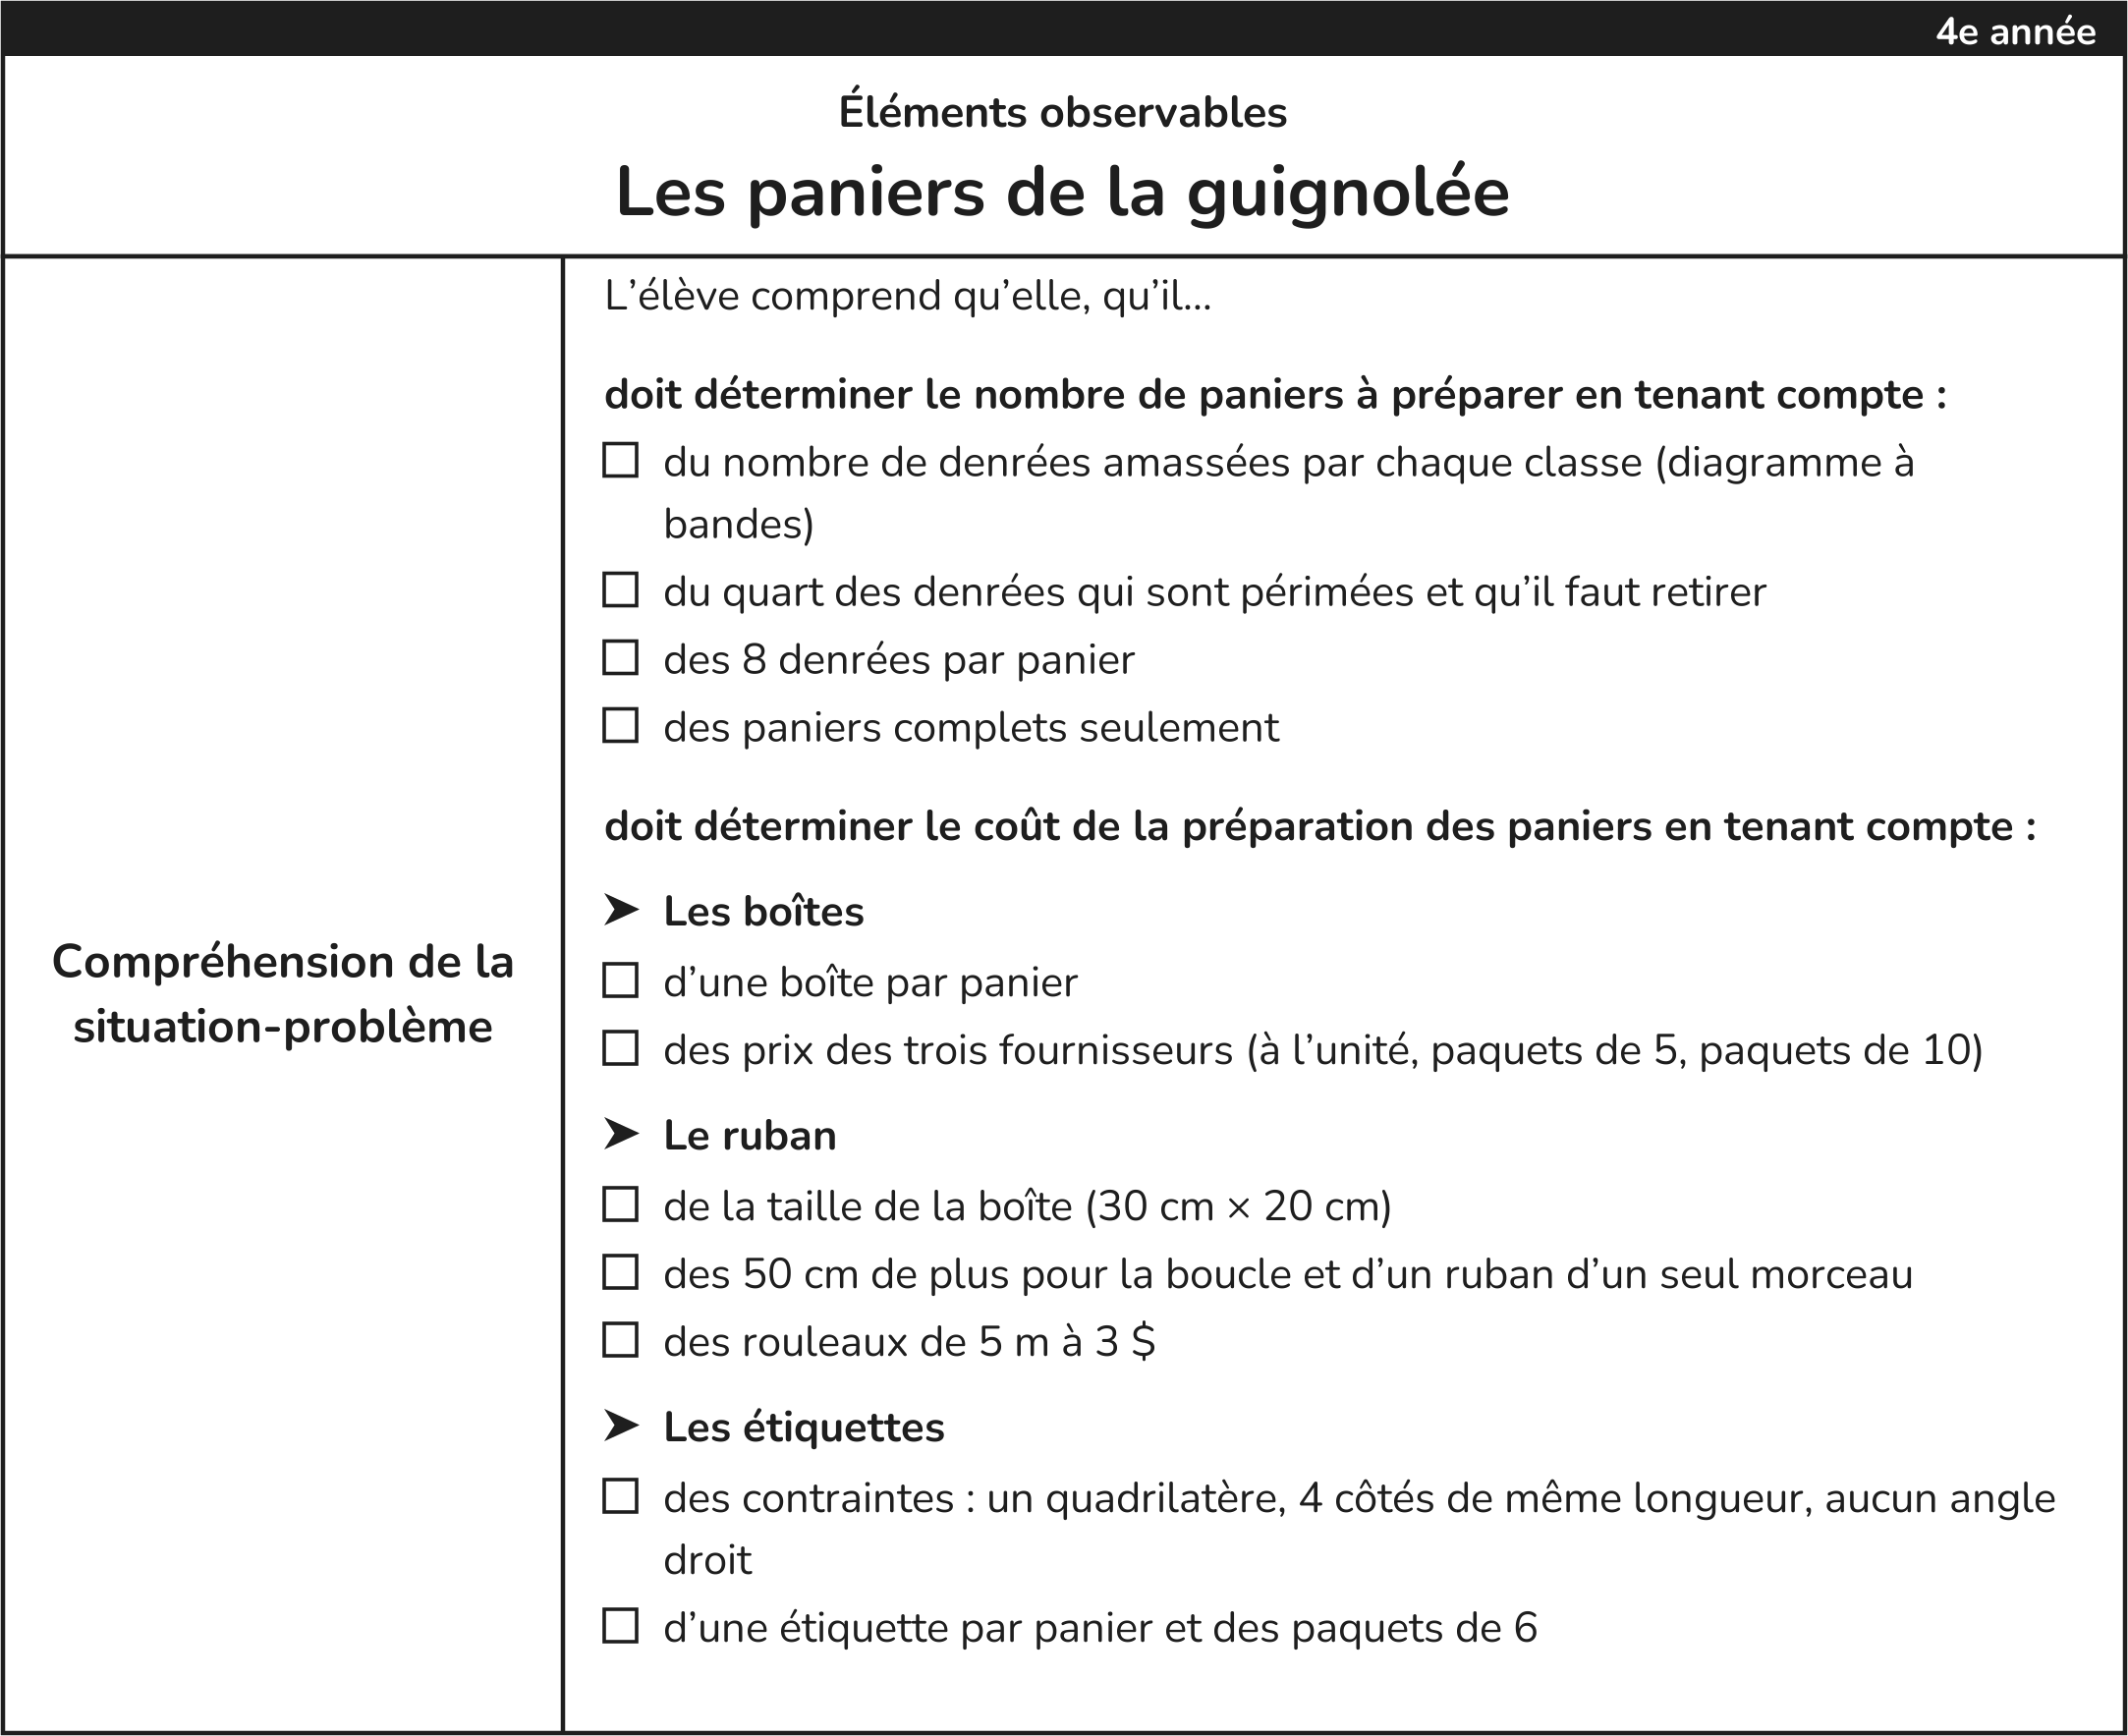 4e année
Éléments observables
Les paniers de la guignolée
Compréhension de la
situation-problème
L’élève comprend qu’elle, qu’il...
doit déterminer le nombre de paniers à préparer en tenant compte :
du nombre de denrées amassées par chaque classe (diagramme à
bandes)
du quart des denrées qui sont périmées et qu’il faut retirer
des 8 denrées par panier
des paniers complets seulement
doit déterminer le coût de la préparation des paniers en tenant compte :
Les boîtes
d’une boîte par panier
des prix des trois fournisseurs (à l’unité, paquets de 5, paquets de 10)
Le ruban
de la taille de la boîte (30 cm × 20 cm)
des 50 cm de plus pour la boucle et d’un ruban d’un seul morceau
des rouleaux de 5 m à 3 $
Les étiquettes
des contraintes : un quadrilatère, 4 côtés de même longueur, aucun angle
droit
d’une étiquette par panier et des paquets de 6